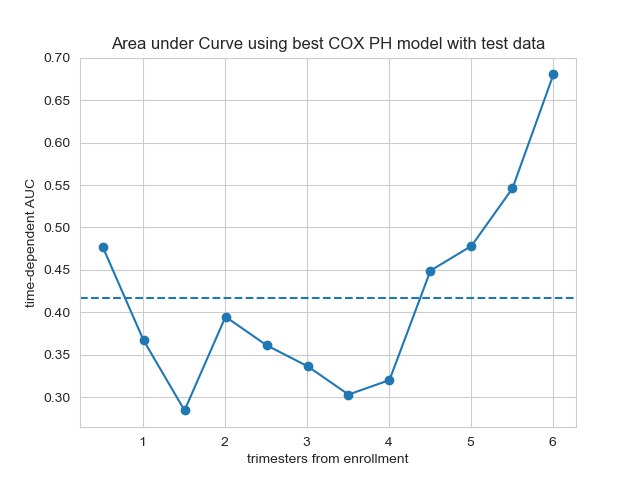 Area under Curve using best COX PH model with test data
time-dependent AUC
0.70
0.65
0.60
0.55
0.50
0.45
0.40
0.35
0.30
1 2 3 4 5 6
trimesters from enrollment